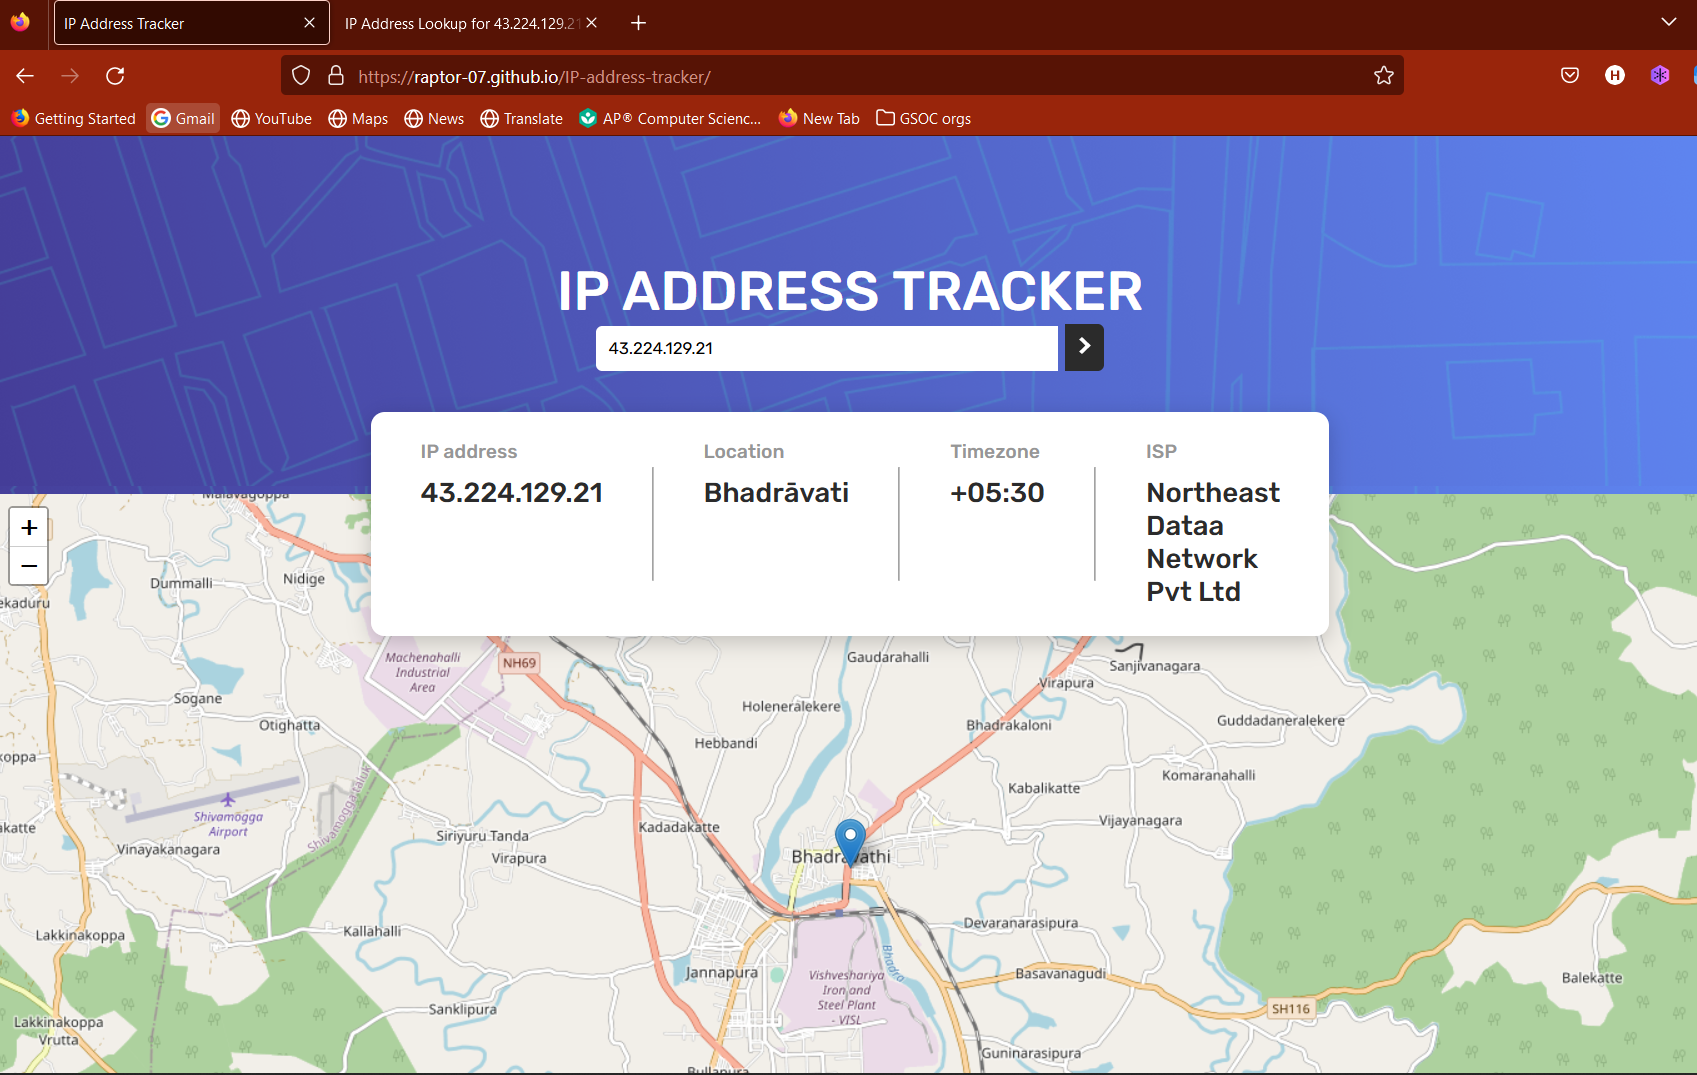 IP Address Tracker
IP Address Lookup for 43.224.129.21
https://raptor-07.github.io/IP-address-tracker/
H
Getting Started
Gmail
YouTube
Maps
News
Translate
AP® Computer Scienc...
New Tab
GSOC orgs
IP ADDRESS TRACKER
43.224.129.21
IP address
Location
Timezone
ISP
43.224.129.21
Bhadrāvati
+05:30
Northeast
Dataa
Network
Pvt Ltd
+
−
Malavagoppa
Dummalli
Nidige
ekaduru
Machenahalli
Industrial
Area
NH69
Gaudarahalli
Sanjivanagara
Virapura
Sogane
Otighatta
Holeneralekere
Hebbandi
Bhadrakaloni
Guddadaneralekere
koppa
Komaranahalli
Kabalikatte
Shivamogga
Airport
Shivamogga taluk
akatte
Vinayakanagara
Siriyuru Tanda
Virapura
Kadadakatte
Vijayanagara
Bhadravathi
Lakkinakoppa
Kallahalli
Devaranarasipura
Bhadra
Jannapura
Vishveshariya
Iron and
Steel Plant
- VISL
Basavanagudi
Balekatte
Sanklipura
SH116
Lakkinakoppa
Vrutta
Guninarasipura
Bullapura